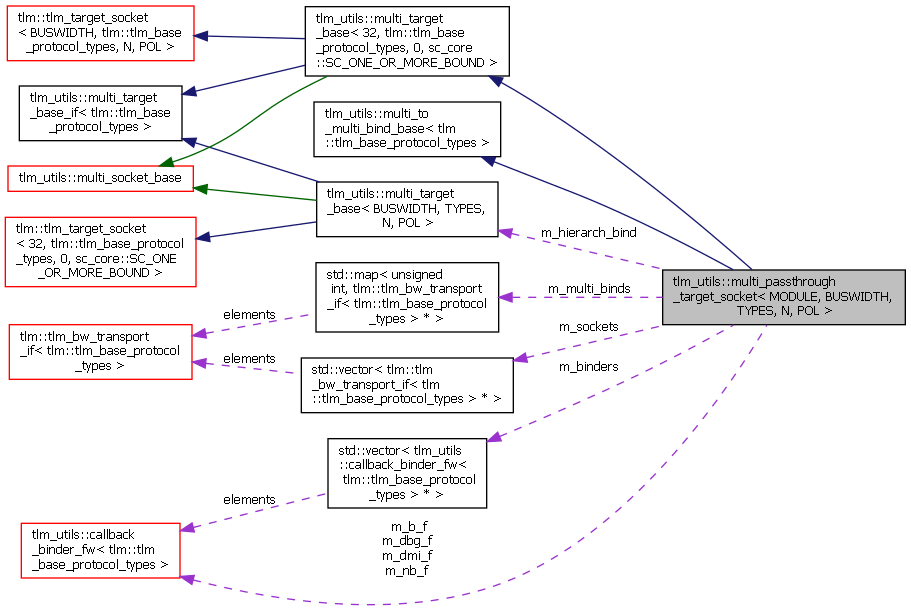 tlm::tlm_target_socket
< BUSWIDTH, tlm::tlm_base
_protocol_types, N, POL >
tlm_utils::multi_target
_base< 32, tlm::tlm_base
_protocol_types, 0, sc_core
::SC_ONE_OR_MORE_BOUND >
tlm_utils::multi_target
_base_if< tlm::tlm_base
_protocol_types >
tlm_utils::multi_to
_multi_bind_base< tlm
::tlm_base_protocol_types >
tlm_utils::multi_socket_base
tlm_utils::multi_target
_base< BUSWIDTH, TYPES,
N, POL >
tlm::tlm_target_socket
< 32, tlm::tlm_base_protocol
_types, 0, sc_core::SC_ONE
_OR_MORE_BOUND >
m_hierarch_bind
tlm_utils::multi_passthrough
_target_socket< MODULE, BUSWIDTH,
TYPES, N, POL >
std::map< unsigned
int, tlm::tlm_bw_transport
_if< tlm::tlm_base_protocol
_types > * >
m_multi_binds
elements
tlm::tlm_bw_transport
_if< tlm::tlm_base_protocol
_types >
m_sockets
elements
std::vector< tlm::tlm
_bw_transport_if< tlm
::tlm_base_protocol_types > * >
m_binders
std::vector< tlm_utils
::callback_binder_fw<
tlm::tlm_base_protocol
_types > * >
elements
tlm_utils::callback
_binder_fw< tlm::tlm
_base_protocol_types >
m_b_f
m_dbg_f
m_dmi_f
m_nb_f